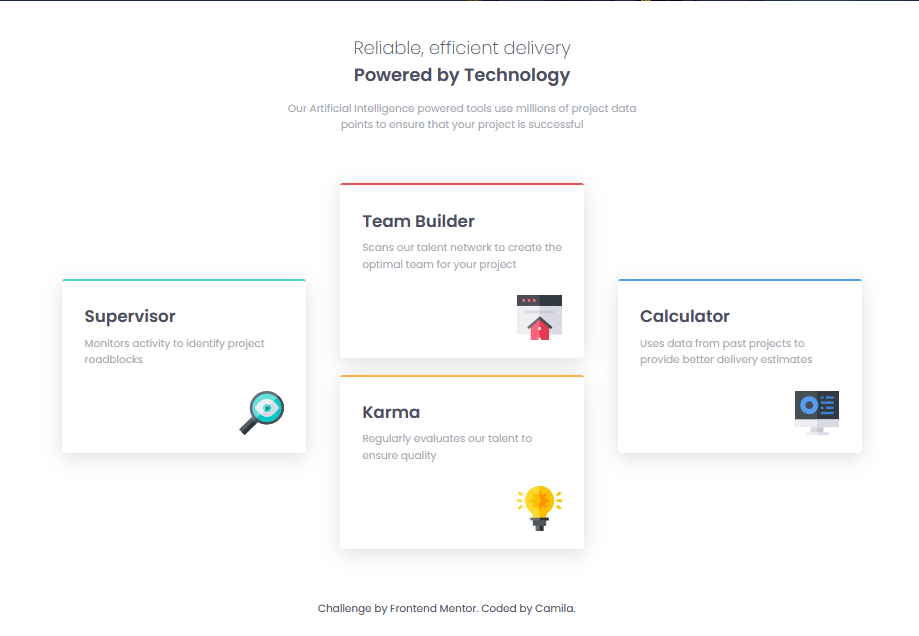 Reliable, efficient delivery
Powered by Technology
Our Artificial Intelligence powered tools use millions of project data
points to ensure that your project is successful
Supervisor
Monitors activity to identify project
roadblocks
Team Builder
Scans our talent network to create the
optimal team for your project
Karma
Regularly evaluates our talent to
ensure quality
Calculator
Uses data from past projects to
provide better delivery estimates
Challenge by Frontend Mentor. Coded by Camila.